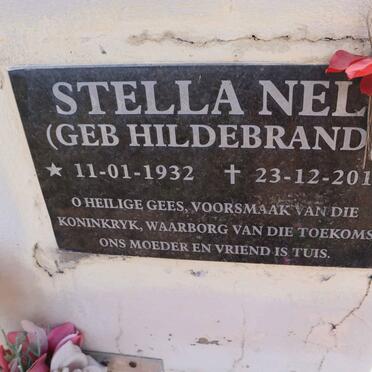 STELLA NEL
(GEB HILDEBRAND
★ 11-01-1932 ✝ 23-12-201
O HEILIGE GEES, VOORSMAAK VAN DIE
KONINKRYK, WAARBORG VAN DIE TOEKOMS
ONS MOEDER EN VRIEND IS TUIS.